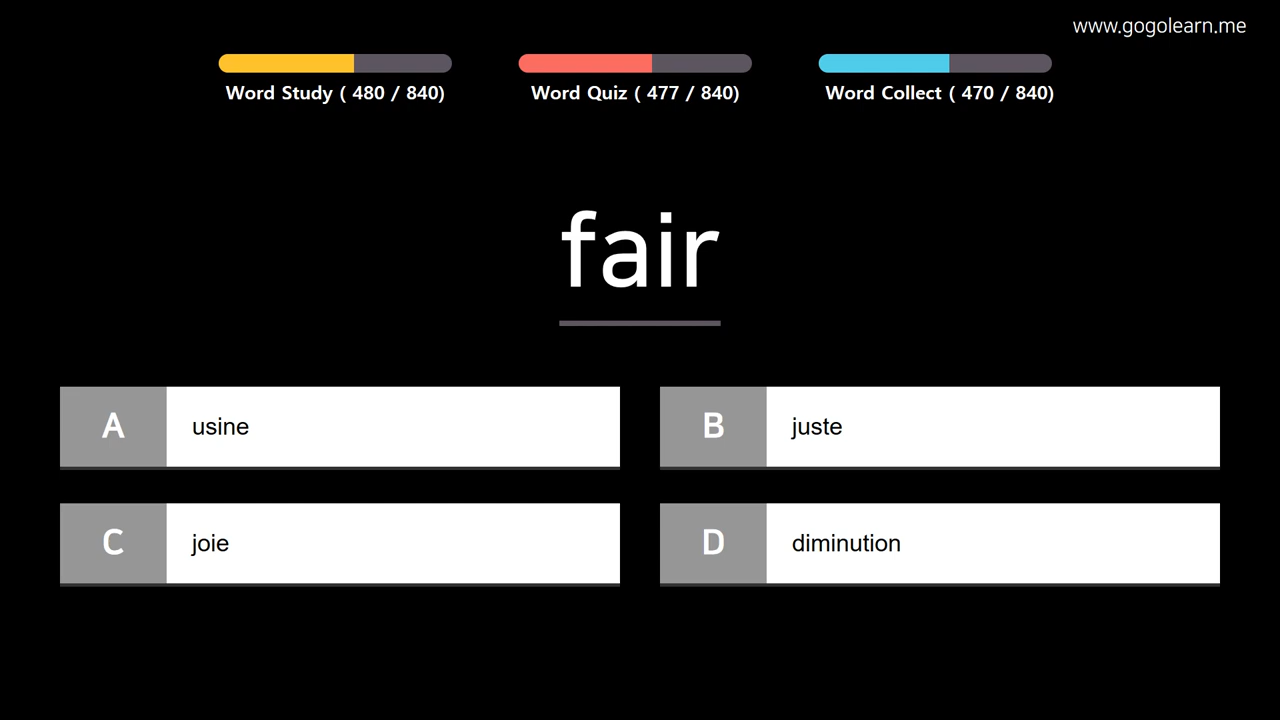 www.gogolearn.me
Word Study ( 480 / 840)
Word Quiz ( 477 / 840)
Word Collect ( 470 / 840)
fair
A usine
B juste
C joie
D diminution